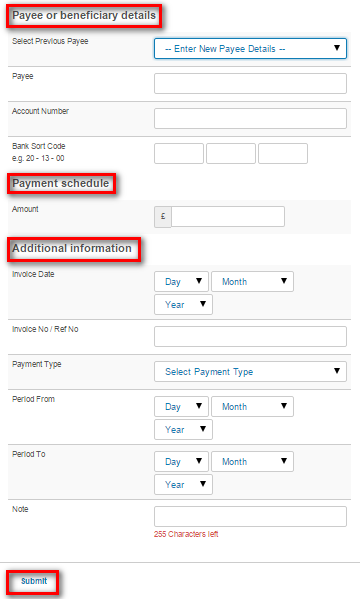 Payee or beneficiary details
Select Previous Payee
-- Enter New Payee Details --
Payee
Account Number
Bank Sort Code
e.g. 20 - 13 - 00
Payment schedule
Amount
£
Additional information
Invoice Date
Day Month
Year
Invoice No / Ref No
Payment Type
Select Payment Type
Period From
Day Month
Year
Period To
Day Month
Year
Note
255 Characters left
Submit